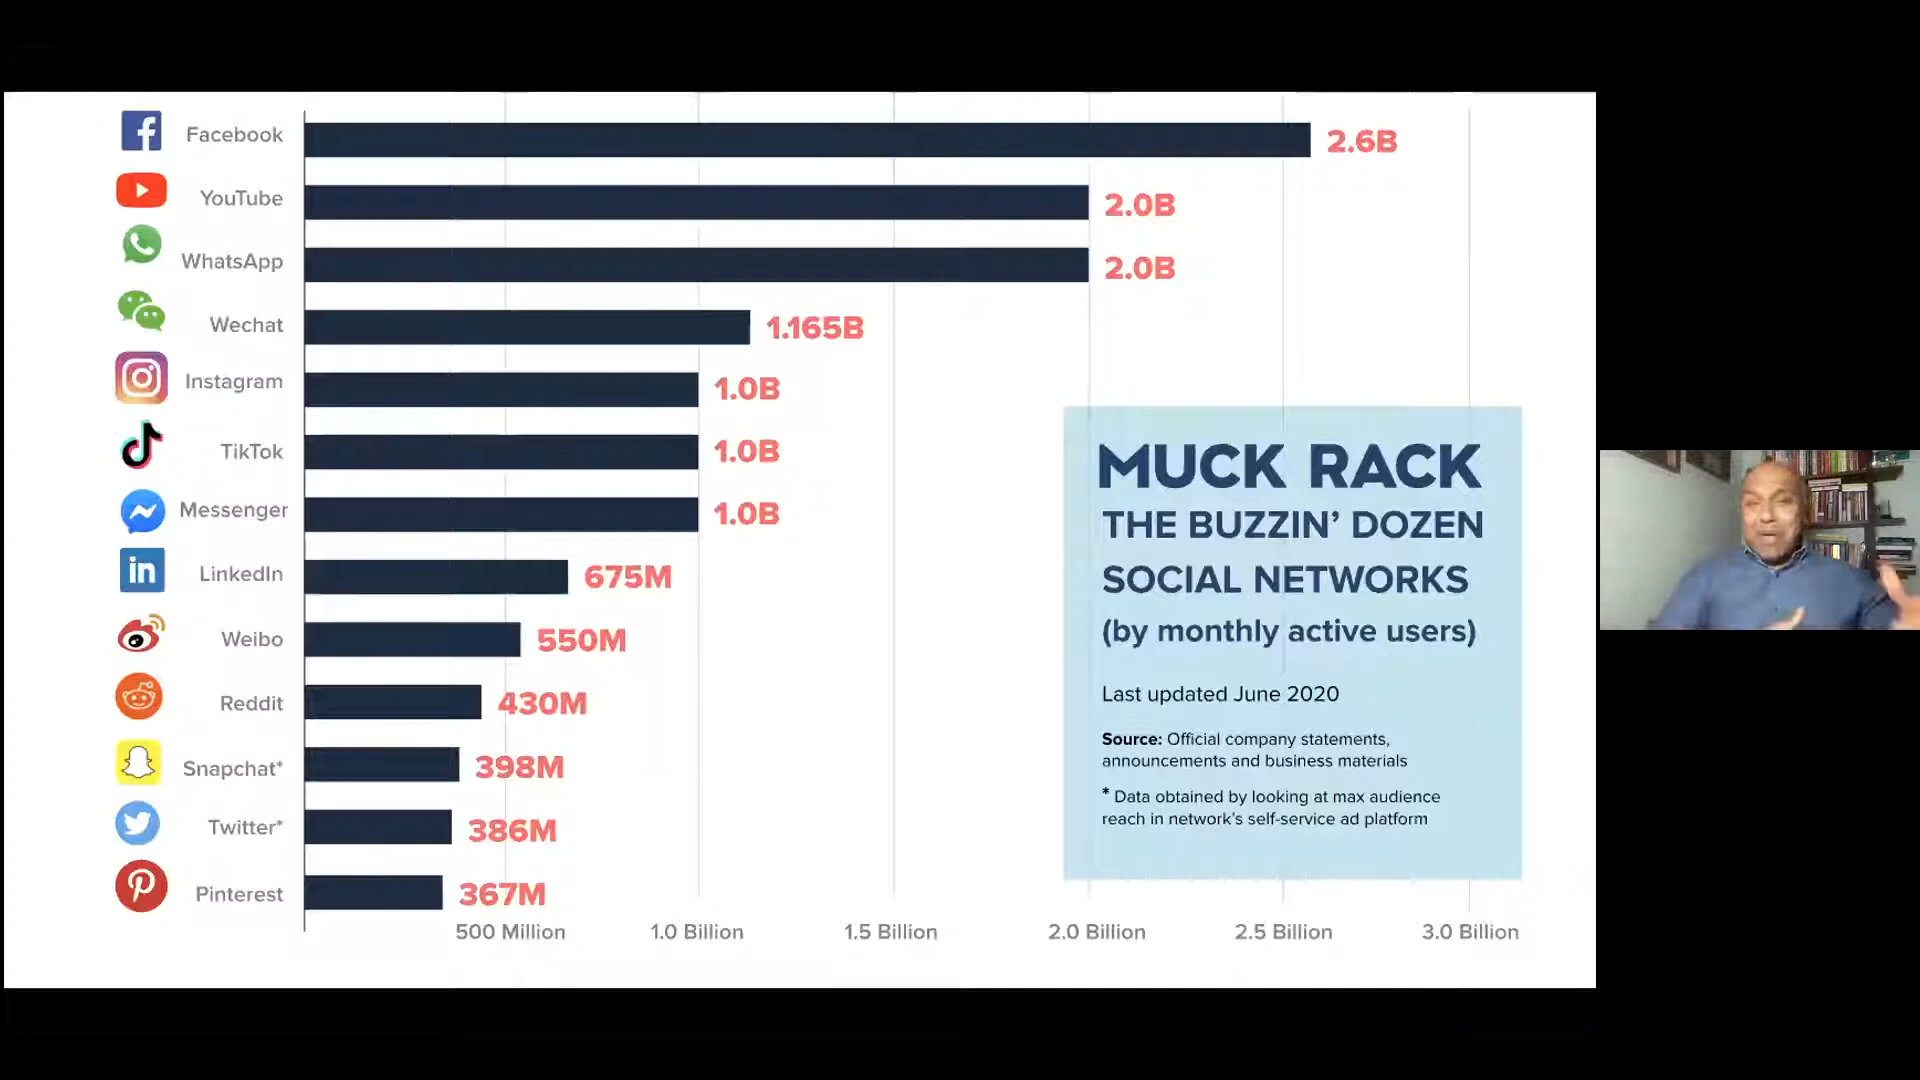 Facebook 2.6B
YouTube 2.0B
WhatsApp 2.0B
Wechat 1.165B
Instagram 1.0B
TikTok 1.0B
Messenger 1.0B
LinkedIn 675M
Weibo 550M
Reddit 430M
Snapchat* 398M
Twitter* 386M
Pinterest 367M
500 Million 1.0 Billion 1.5 Billion 2.0 Billion 2.5 Billion 3.0 Billion
MUCK RACK
THE BUZZIN’ DOZEN
SOCIAL NETWORKS
(by monthly active users)
Last updated June 2020
Source: Official company statements,
announcements and business materials
* Data obtained by looking at max audience
reach in network’s self-service ad platform